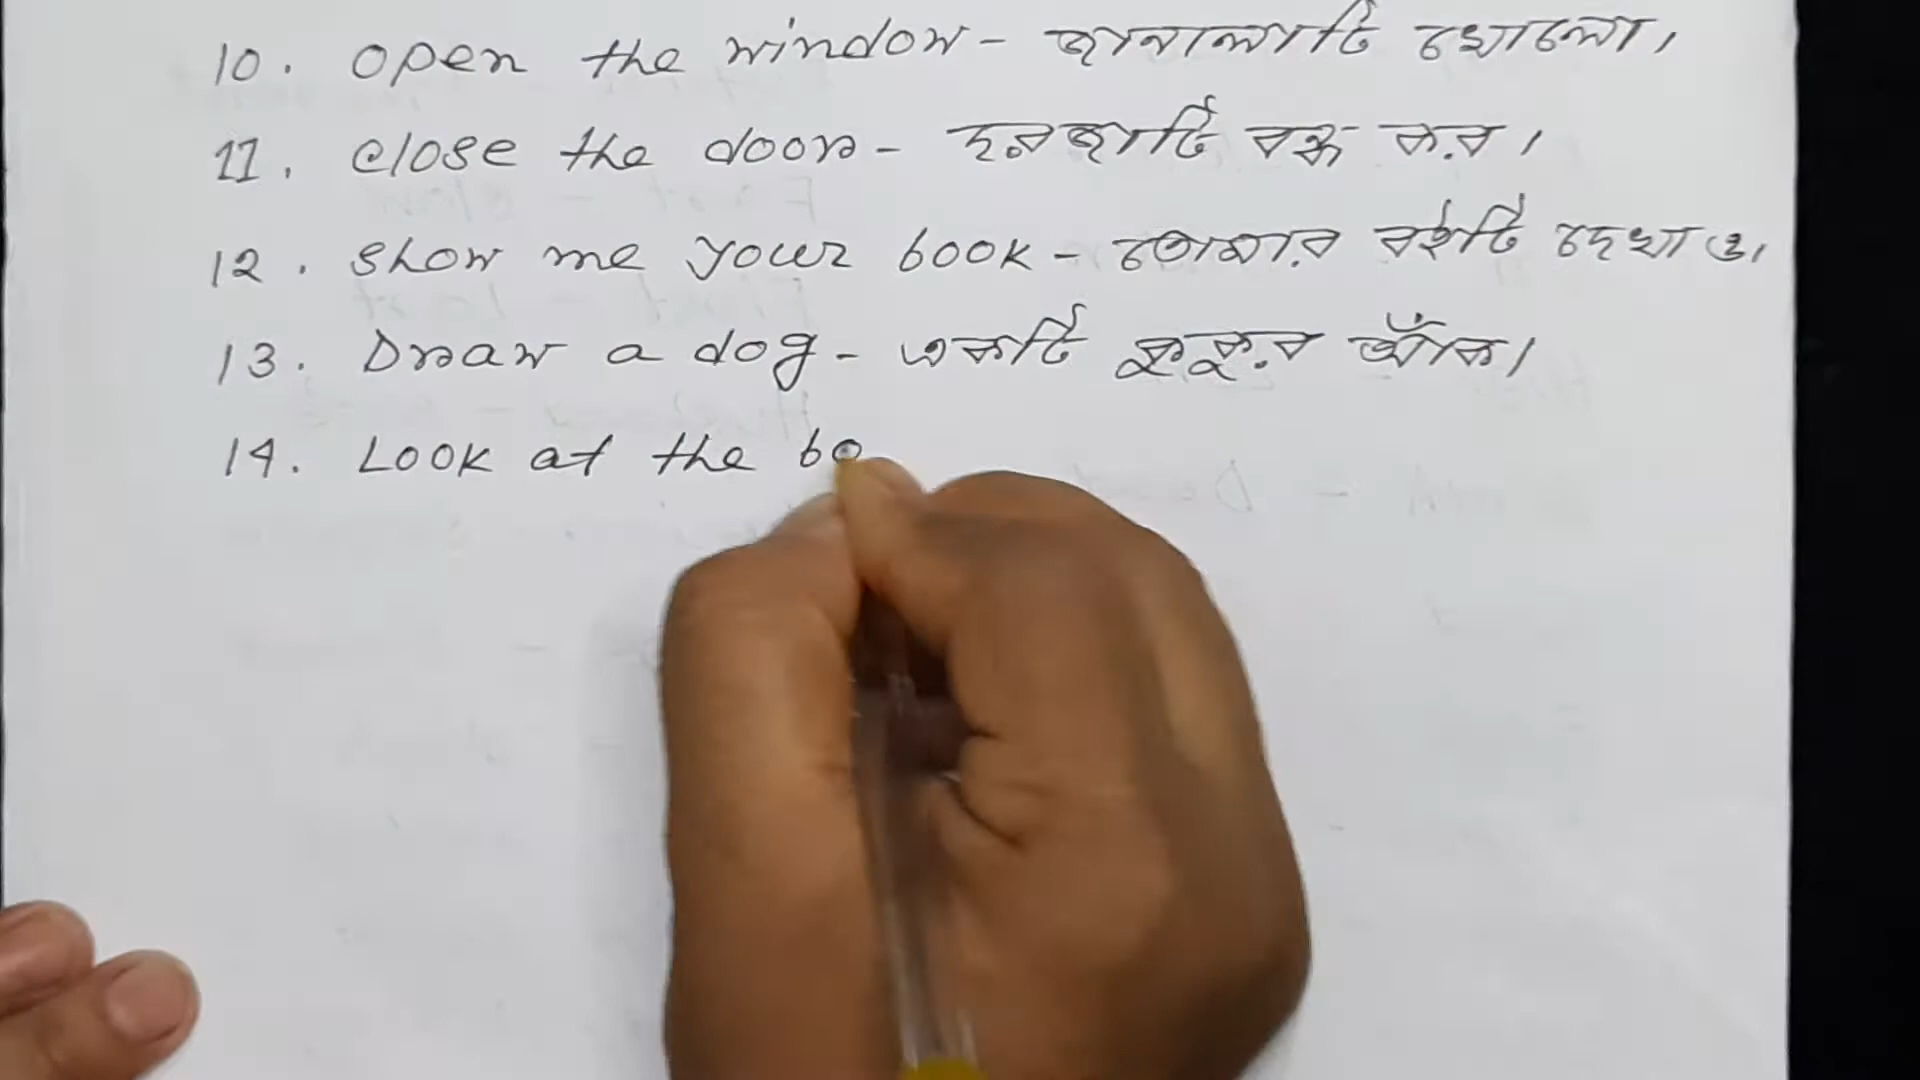 10. Open the window - জানালাটি খোলো।
11. Close the door - দরজাটি বন্ধ কর।
12. Show me your book - তোমার বইটি দেখাও।
13. Draw a dog - একটি কুকুর আঁক।
14. Look at the bo